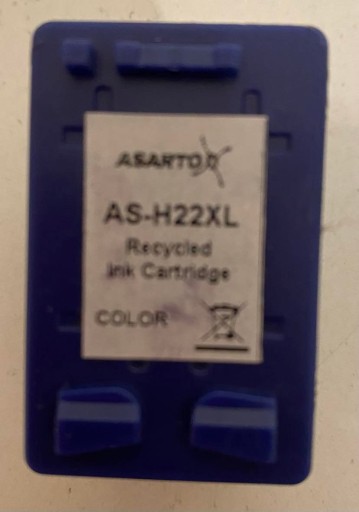 ASARTO
AS-H22XL
Recycled
Ink Cartridge
COLOR